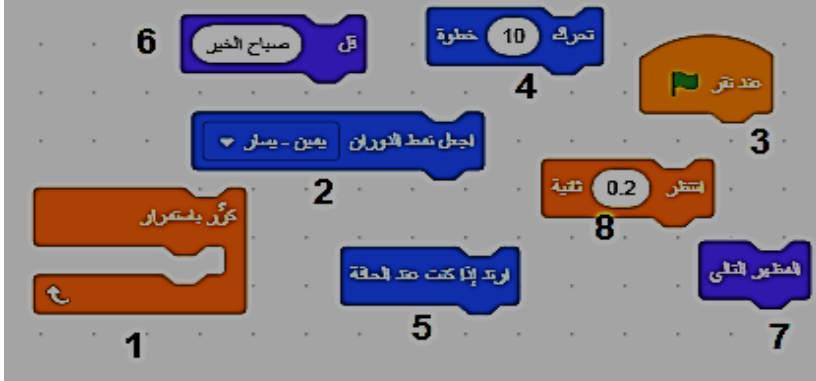 6 قل صباح الخير
تحرك 10 خطوة
4
عند نقر
3
اجعل نمط الدوران يمين - يسار
2
انتظر 0.2 ثانية
8
كرِّر باستمرار
1
ارتد إذا كنت عند الحافة
5
المظهر التالي
7